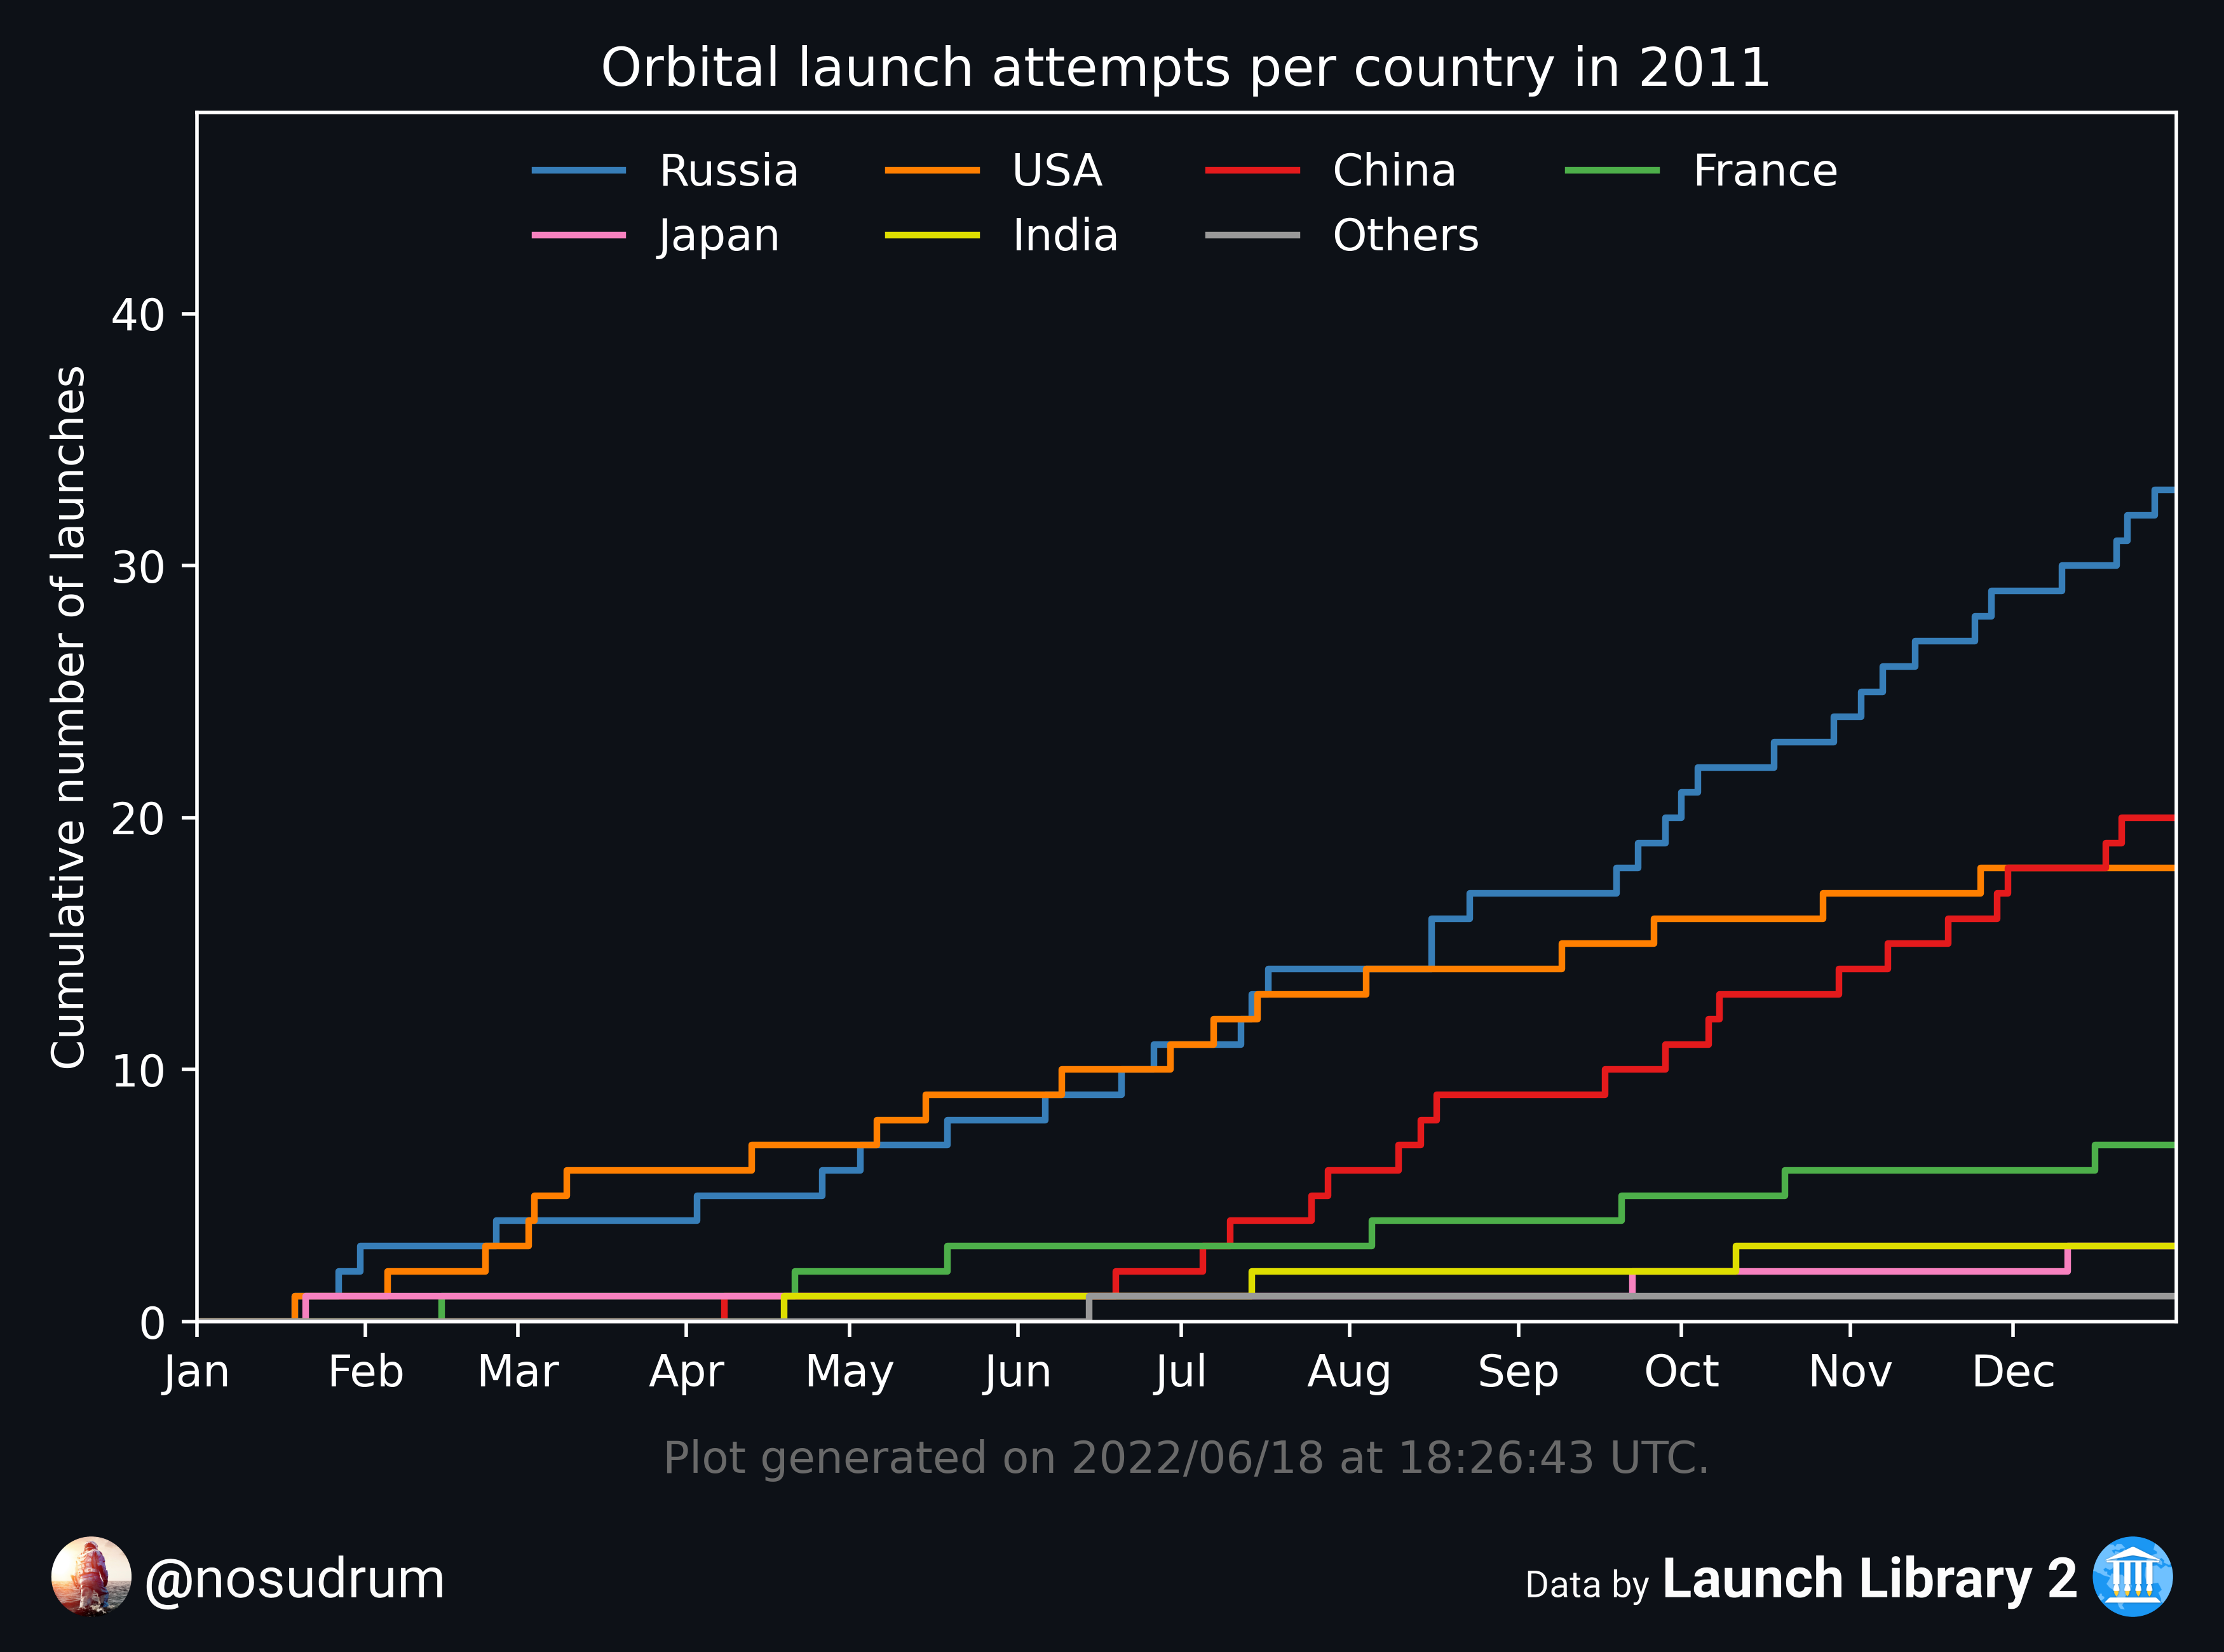 Orbital launch attempts per country in 2011
Russia USA China France
Japan India Others
Cumulative number of launches
40
30
20
10
0
Jan Feb Mar Apr May Jun Jul Aug Sep Oct Nov Dec
Plot generated on 2022/06/18 at 18:26:43 UTC.
@nosudrum
Data by Launch Library 2